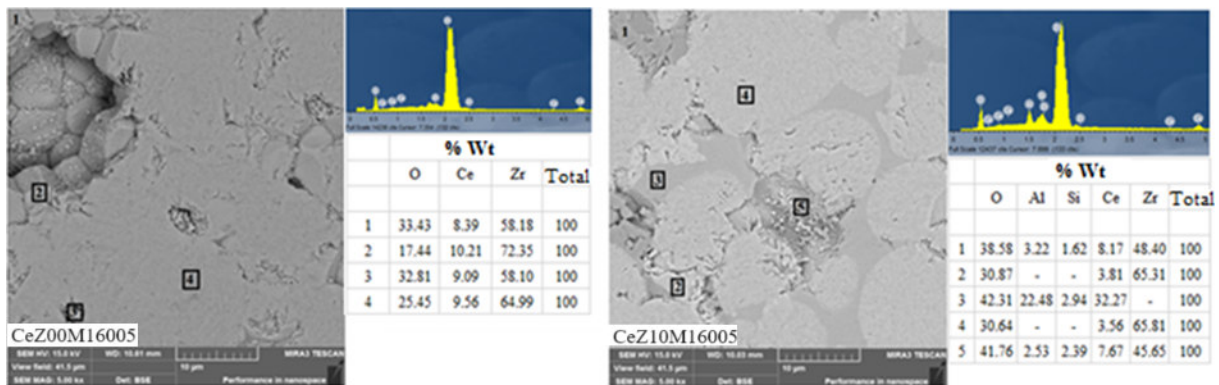 1
2
4
3
CeZ00M16005
SEM HV: 15.0 kV WD: 10.01 mm MIRA3 TESCAN
View field: 41.5 µm 10 µm
SEM MAG: 5.00 kx Det: BSE Performance in nanospace
% Wt
O Ce Zr Total
1 33.43 8.39 58.18 100
2 17.44 10.21 72.35 100
3 32.81 9.09 58.10 100
4 25.45 9.56 64.99 100
1
4
3
5
2
CeZ10M16005
SEM HV: 15.0 kV WD: 10.03 mm MIRA3 TESCAN
View field: 41.5 µm 10 µm
SEM MAG: 5.00 kx Det: BSE Performance in nanospace
% Wt
O Al Si Ce Zr Total
1 38.58 3.22 1.62 8.17 48.40 100
2 30.87 - - 3.81 65.31 100
3 42.31 22.48 2.94 32.27 - 100
4 30.64 - - 3.56 65.81 100
5 41.76 2.53 2.39 7.67 45.65 100